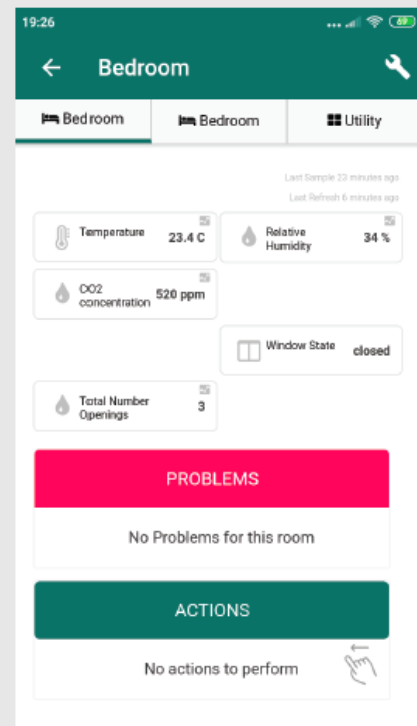 19:26
... 69
Bedroom
Bedroom
Bedroom
Utility
Last Sample 23 minutes ago
Last Refresh 6 minutes ago
Temperature
23.4 C
Relative
Humidity
34 %
CO2
concentration
520 ppm
Window State
closed
Total Number
Openings
3
PROBLEMS
No Problems for this room
ACTIONS
No actions to perform